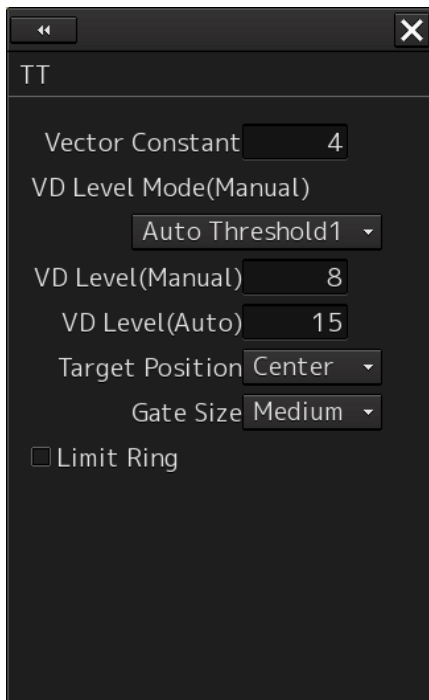 TT
Vector Constant 4
VD Level Mode(Manual)
Auto Threshold1
VD Level(Manual) 8
VD Level(Auto) 15
Target Position Center
Gate Size Medium
Limit Ring